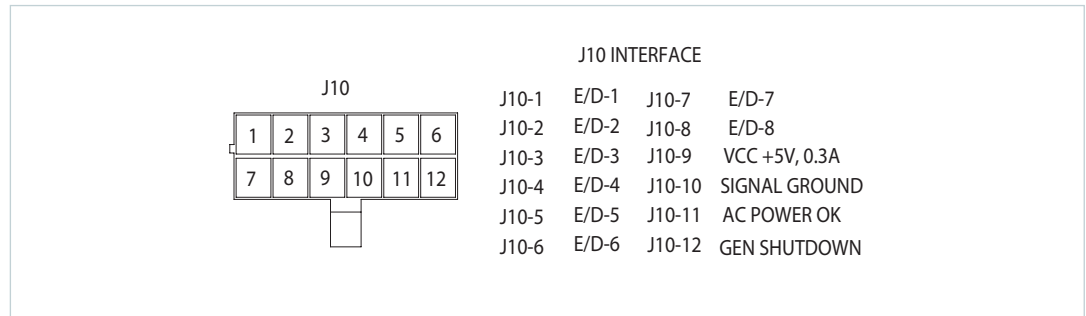 J10 INTERFACE
J10
1 2 3 4 5 6
7 8 9 10 11 12
J10-1 E/D-1 J10-7 E/D-7
J10-2 E/D-2 J10-8 E/D-8
J10-3 E/D-3 J10-9 VCC +5V, 0.3A
J10-4 E/D-4 J10-10 SIGNAL GROUND
J10-5 E/D-5 J10-11 AC POWER OK
J10-6 E/D-6 J10-12 GEN SHUTDOWN